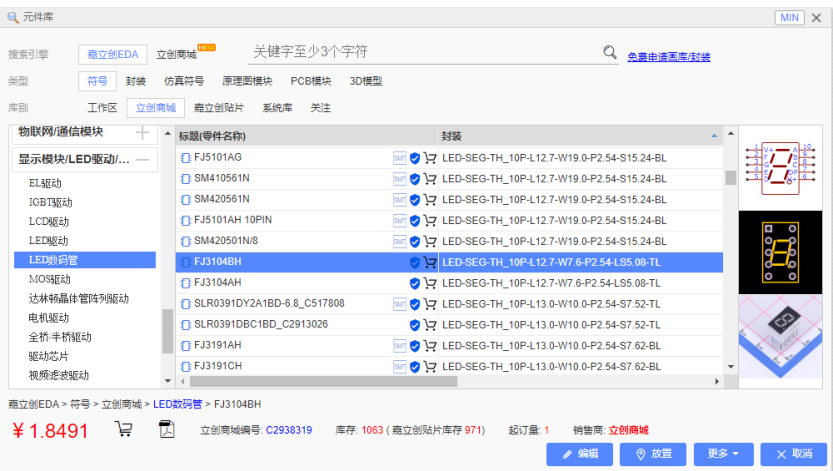 元件库 MIN
搜索引擎 嘉立创EDA 立创商城 NEW 关键字至少3个字符 免费申请画库/封装
类型 符号 封装 仿真符号 原理图模块 PCB模块 3D模型
库别 工作区 立创商城 嘉立创贴片 系统库 关注
物联网/通信模块 标题(零件名称) 封装
显示模块/LED驱动/... FJ5101AG SMT LED-SEG-TH_10P-L12.7-W19.0-P2.54-S15.24-BL
EL驱动 SM410561N SMT LED-SEG-TH_10P-L12.7-W19.0-P2.54-S15.24-BL
IGBT驱动 SM420561N SMT LED-SEG-TH_10P-L12.7-W19.0-P2.54-S15.24-BL
LCD驱动 FJ5101AH 10PIN SMT LED-SEG-TH_10P-L12.7-W19.0-P2.54-S15.24-BL
LED驱动 SM420501N/8 SMT LED-SEG-TH_10P-L12.7-W19.0-P2.54-S15.24-BL
LED数码管 FJ3104BH LED-SEG-TH_10P-L12.7-W7.6-P2.54-LS5.08-TL
MOS驱动 FJ3104AH LED-SEG-TH_10P-L12.7-W7.6-P2.54-LS5.08-TL
达林顿晶体管阵列驱动 SLR0391DY2A1BD-6.8_C517808 SMT LED-SEG-TH_10P-L13.0-W10.0-P2.54-S7.52-TL
电机驱动 SLR0391DBC1BD_C2913026 LED-SEG-TH_10P-L13.0-W10.0-P2.54-S7.52-TL
全桥/半桥驱动 FJ3191AH SMT LED-SEG-TH_10P-L13.0-W10.0-P2.54-S7.62-BL
驱动芯片 FJ3191CH SMT LED-SEG-TH_10P-L13.0-W10.0-P2.54-S7.62-BL
视频滤波驱动
嘉立创EDA > 符号 > 立创商城 > LED数码管 > FJ3104BH
¥ 1.8491 立创商城编号: C2938319 库存: 1063 ( 嘉立创贴片库存 971) 起订量: 1 销售商: 立创商城
编辑 放置 更多 取消